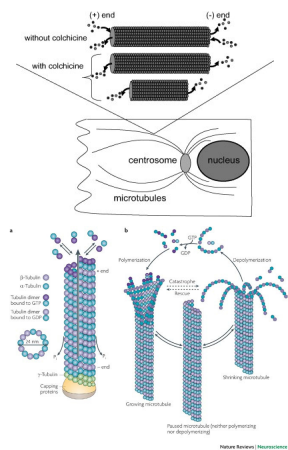 (+) end (-) end
without colchicine
with colchicine
centrosome
nucleus
microtubules
a
b
β-Tubulin
α-Tubulin
Tubulin dimer
bound to GTP
Tubulin dimer
bound to GDP
24 nm
+ end
– end
γ-Tubulin
Capping
proteins
GTP
GDP
Polymerization
Depolymerization
Catastrophe
Rescue
Growing microtubule
Shrinking microtubule
Paused microtubule (neither polymerizing
nor depolymerizing)
Nature Reviews | Neuroscience